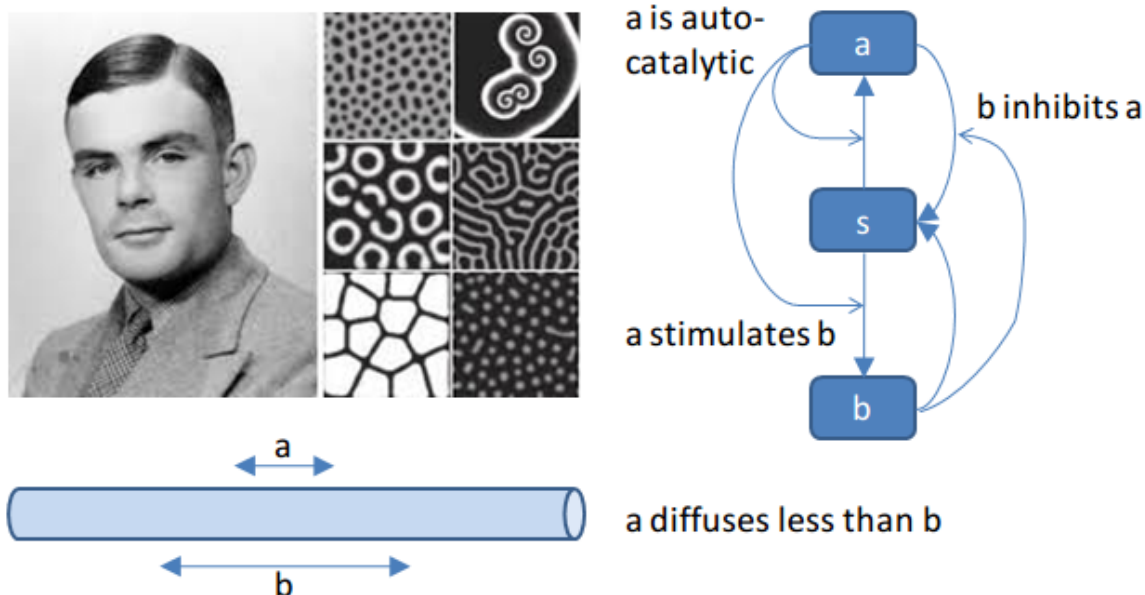 a is auto-
catalytic
a
b inhibits a
s
a stimulates b
b
a
a diffuses less than b
b